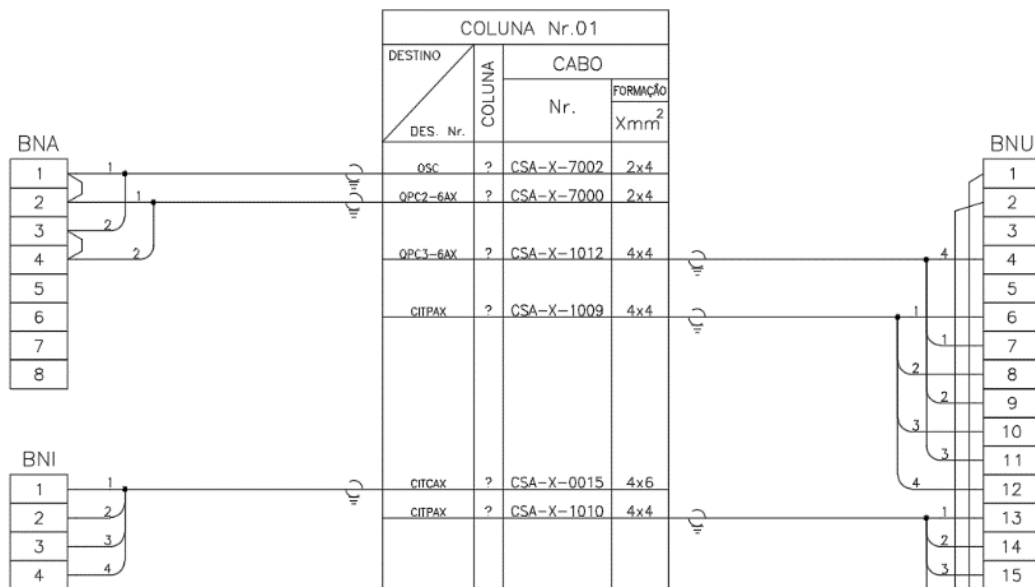 COLUNA Nr.01
DESTINO
COLUNA
CABO
FORMAÇÃO
Nr.
Xmm²
DES. Nr.
BNA
1
2
3
4
5
6
7
8
1
1
2
2
OSC ? CSA-X-7002 2x4
QPC2-6AX ? CSA-X-7000 2x4
QPC3-6AX ? CSA-X-1012 4x4
CITPAX ? CSA-X-1009 4x4
CITCAX ? CSA-X-0015 4x6
CITPAX ? CSA-X-1010 4x4
BNI
1
2
3
4
1
2
3
4
BNU
1
2
3
4
5
6
7
8
9
10
11
12
13
14
15
4
1
1
2
2
3
3
4
1
2
3